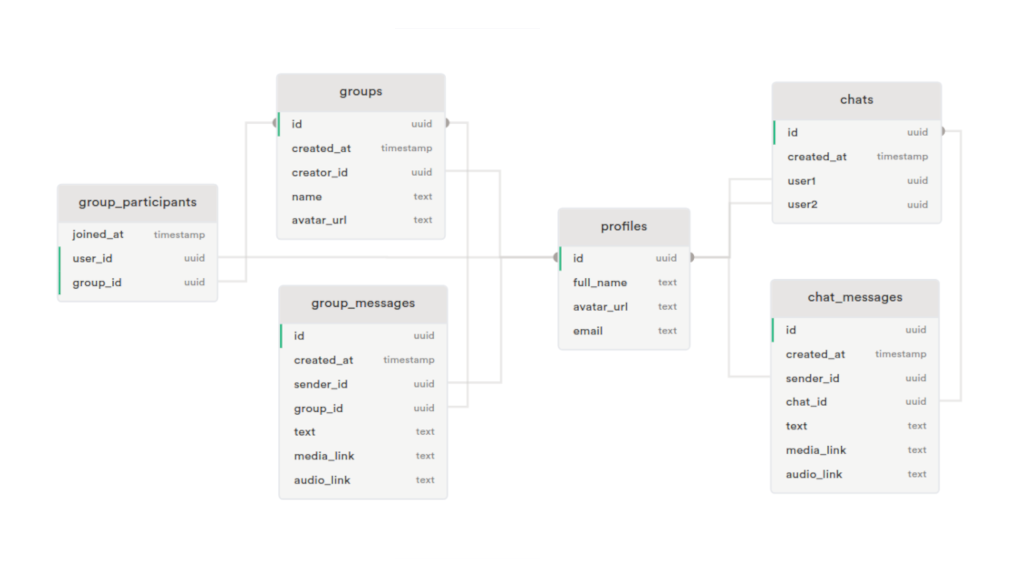 groups
id uuid
created_at timestamp
creator_id uuid
name text
avatar_url text
group_participants
joined_at timestamp
user_id uuid
group_id uuid
group_messages
id uuid
created_at timestamp
sender_id uuid
group_id uuid
text text
media_link text
audio_link text
profiles
id uuid
full_name text
avatar_url text
email text
chats
id uuid
created_at timestamp
user1 uuid
user2 uuid
chat_messages
id uuid
created_at timestamp
sender_id uuid
chat_id uuid
text text
media_link text
audio_link text